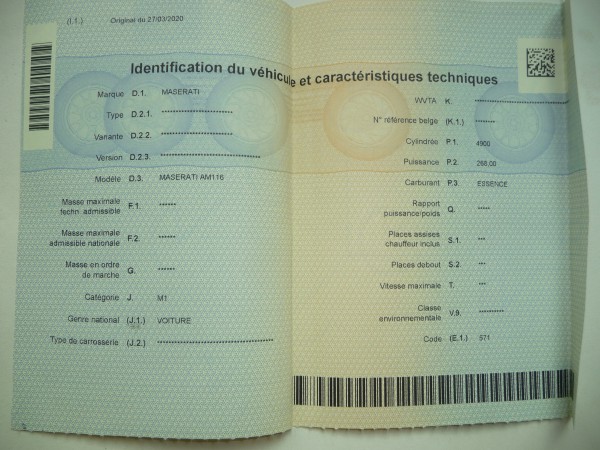 (I.1.) Original du 27/03/2020
Identification du véhicule et caractéristiques techniques
Marque D.1. MASERATI
Type D.2.1. **********************
Variante D.2.2. **********************
Version D.2.3. ******************************
Modèle D.3. MASERATI AM116
Masse maximale
techn. admissible F.1. ******
Masse maximale
admissible nationale F.2. ******
Masse en ordre
de marche G. ******
Catégorie J. M1
Genre national (J.1.) VOITURE
Type de carrosserie (J.2.) ***********************************
WVTA K. ******************************
N° référence belge (K.1.) *******
Cylindrée P.1. 4900
Puissance P.2. 268,00
Carburant P.3. ESSENCE
Rapport
puissance/poids Q. *****
Places assises
chauffeur inclus S.1. ***
Places debout S.2. ***
Vitesse maximale T. ***
Classe
environnementale V.9. **********
Code (E.1.) 571